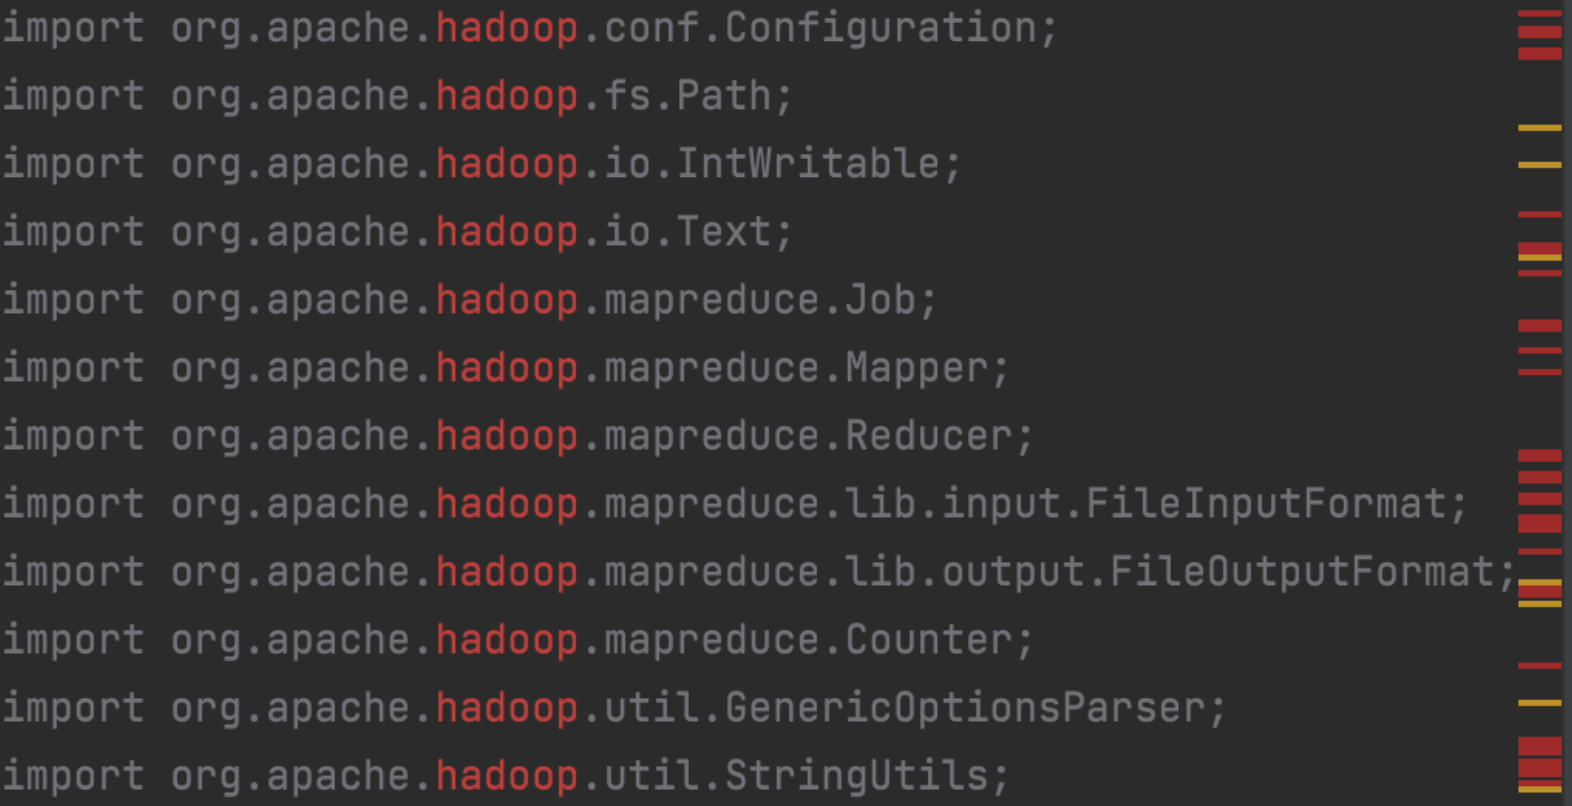 import org.apache.hadoop.conf.Configuration;
import org.apache.hadoop.fs.Path;
import org.apache.hadoop.io.IntWritable;
import org.apache.hadoop.io.Text;
import org.apache.hadoop.mapreduce.Job;
import org.apache.hadoop.mapreduce.Mapper;
import org.apache.hadoop.mapreduce.Reducer;
import org.apache.hadoop.mapreduce.lib.input.FileInputFormat;
import org.apache.hadoop.mapreduce.lib.output.FileOutputFormat;
import org.apache.hadoop.mapreduce.Counter;
import org.apache.hadoop.util.GenericOptionsParser;
import org.apache.hadoop.util.StringUtils;